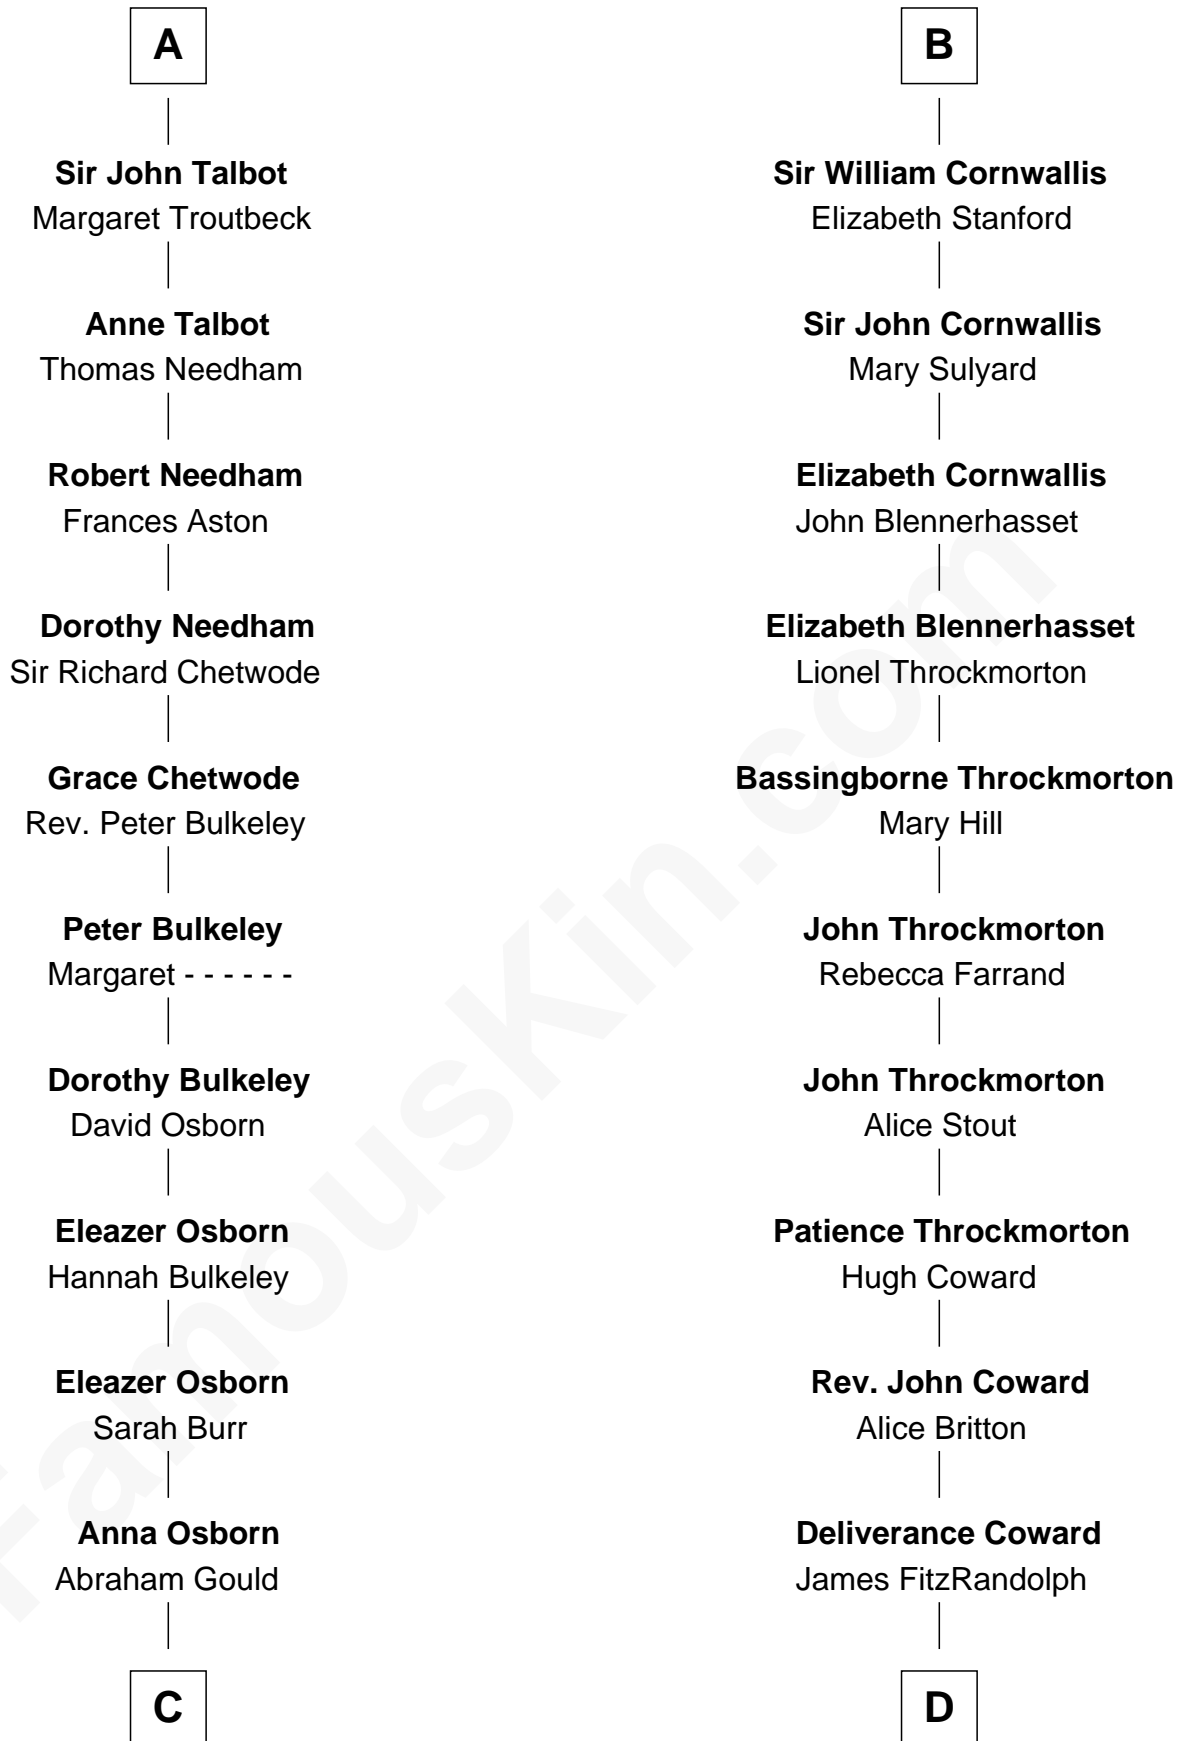 A
Sir John Talbot
Margaret Troutbeck
Anne Talbot
Thomas Needham
Robert Needham
Frances Aston
Dorothy Needham
Sir Richard Chetwode
Grace Chetwode
Rev. Peter Bulkeley
Peter Bulkeley
Margaret - - - - - -
Dorothy Bulkeley
David Osborn
Eleazer Osborn
Hannah Bulkeley
Eleazer Osborn
Sarah Burr
Anna Osborn
Abraham Gould
C
B
Sir William Cornwallis
Elizabeth Stanford
Sir John Cornwallis
Mary Sulyard
Elizabeth Cornwallis
John Blennerhasset
Elizabeth Blennerhasset
Lionel Throckmorton
Bassingborne Throckmorton
Mary Hill
John Throckmorton
Rebecca Farrand
John Throckmorton
Alice Stout
Patience Throckmorton
Hugh Coward
Rev. John Coward
Alice Britton
Deliverance Coward
James FitzRandolph
D
FamousKin.com